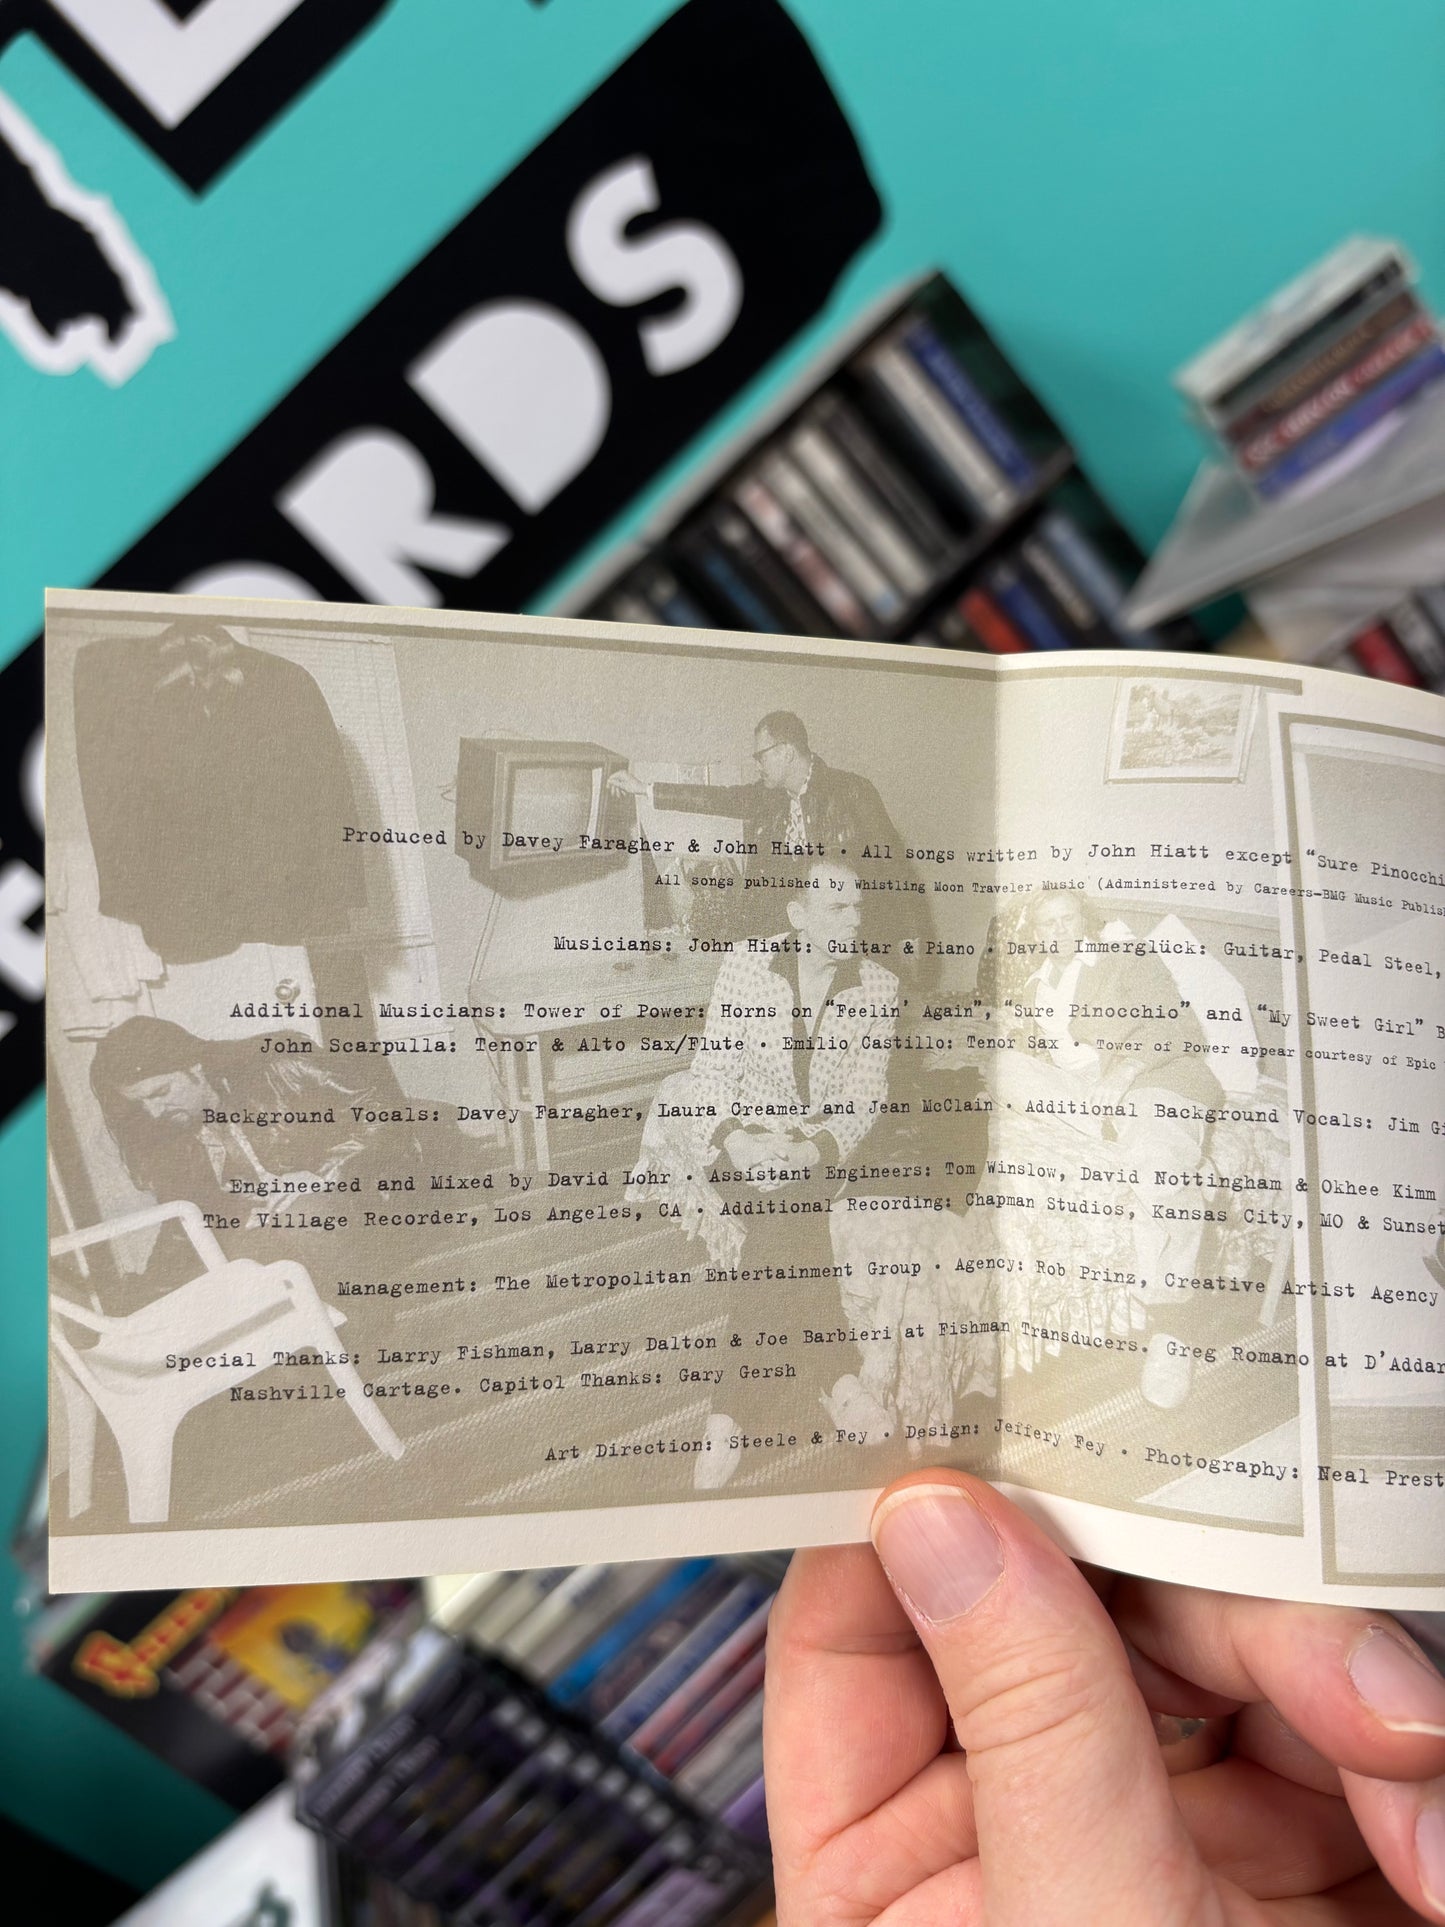 RDS
Produced by Davey Faragher & John Hiatt • All songs written by John Hiatt except “Sure Pinocchi
All songs published by Whistling Moon Traveler Music (Administered by Careers-BMG Music Publis
Musicians: John Hiatt: Guitar & Piano • David Immerglück: Guitar, Pedal Steel,
Additional Musicians: Tower of Power: Horns on “Feelin' Again”, “Sure Pinocchio” and “My Sweet Girl” B
John Scarpulla: Tenor & Alto Sax/Flute • Emilio Castillo: Tenor Sax • Tower of Power appear courtesy of Epic
Background Vocals: Davey Faragher, Laura Creamer and Jean McClain • Additional Background Vocals: Jim G
Engineered and Mixed by David Lohr • Assistant Engineers: Tom Winslow, David Nottingham & Okhee Kimm
The Village Recorder, Los Angeles, CA • Additional Recording: Chapman Studios, Kansas City, MO & Sunset
Management: The Metropolitan Entertainment Group • Agency: Rob Prinz, Creative Artist Agency
Special Thanks: Larry Fishman, Larry Dalton & Joe Barbieri at Fishman Transducers. Greg Romano at D'Addar
Nashville Cartage. Capitol Thanks: Gary Gersh
Art Direction: Steele & Fey • Design: Jeffery Fey • Photography: Neal Prest